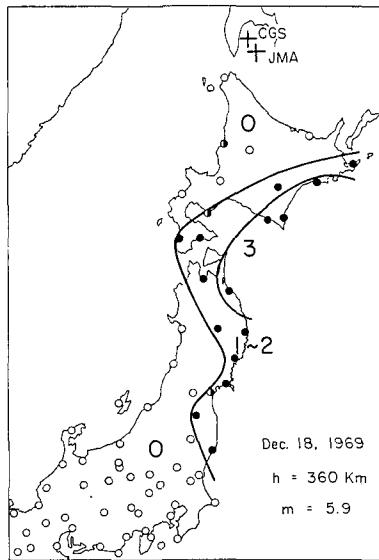 CGS
JMA
0
3
1~2
0
Dec. 18, 1969
h = 360 Km
m = 5.9